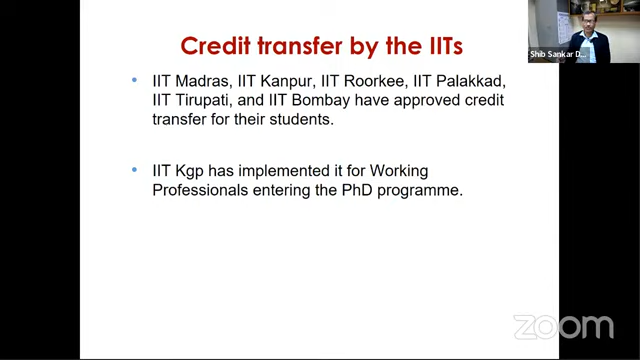 Credit transfer by the IITs
Shib Sankar D...
• IIT Madras, IIT Kanpur, IIT Roorkee, IIT Palakkad,
IIT Tirupati, and IIT Bombay have approved credit
transfer for their students.
• IIT Kgp has implemented it for Working
Professionals entering the PhD programme.
zoom